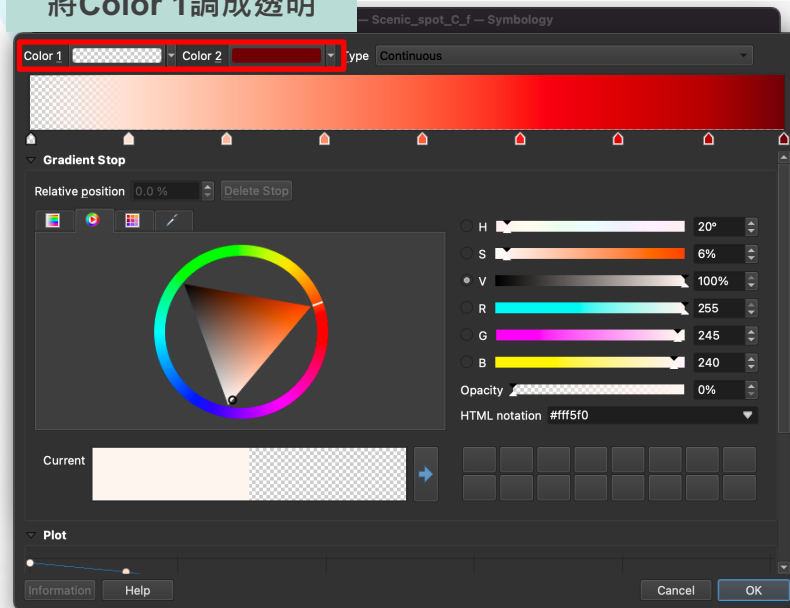 將Color 1調成透明
— Scenic_spot_C_f — Symbology
Color 1 Color 2 Type Continuous
Gradient Stop
Relative position 0.0 % Delete Stop
H 20°
S 6%
V 100%
R 255
G 245
B 240
Opacity 0%
HTML notation #fff5f0
Current
Plot
Information Help Cancel OK